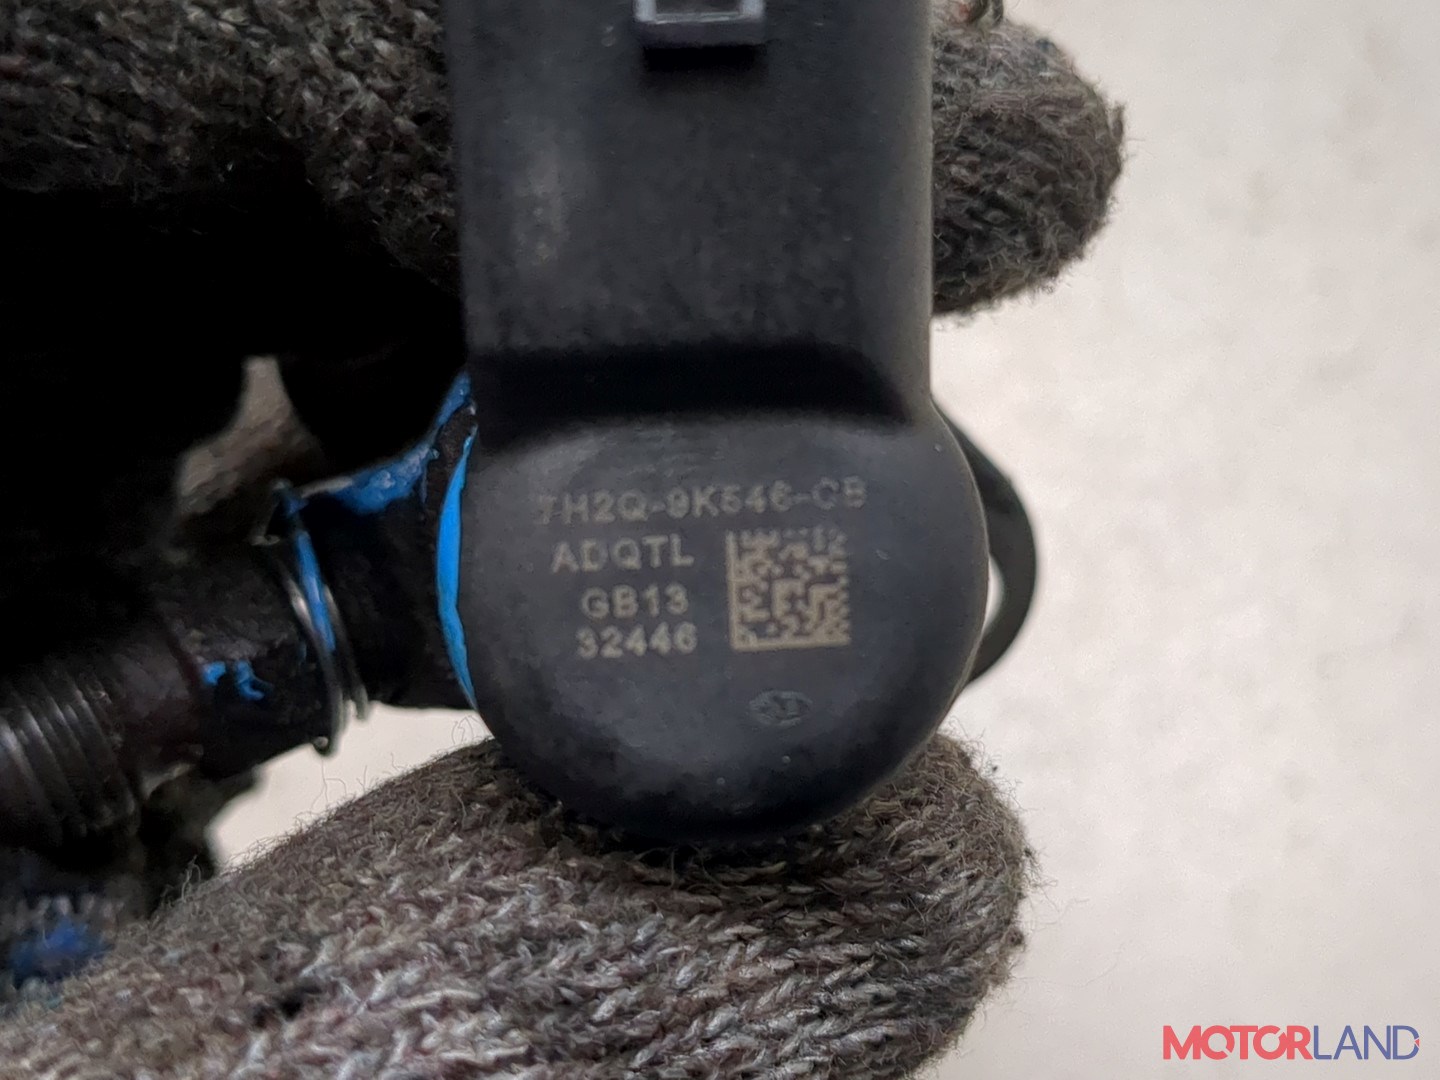 7H2Q-9K546-CB
ADQTL
GB13
32446
MOTORLAND